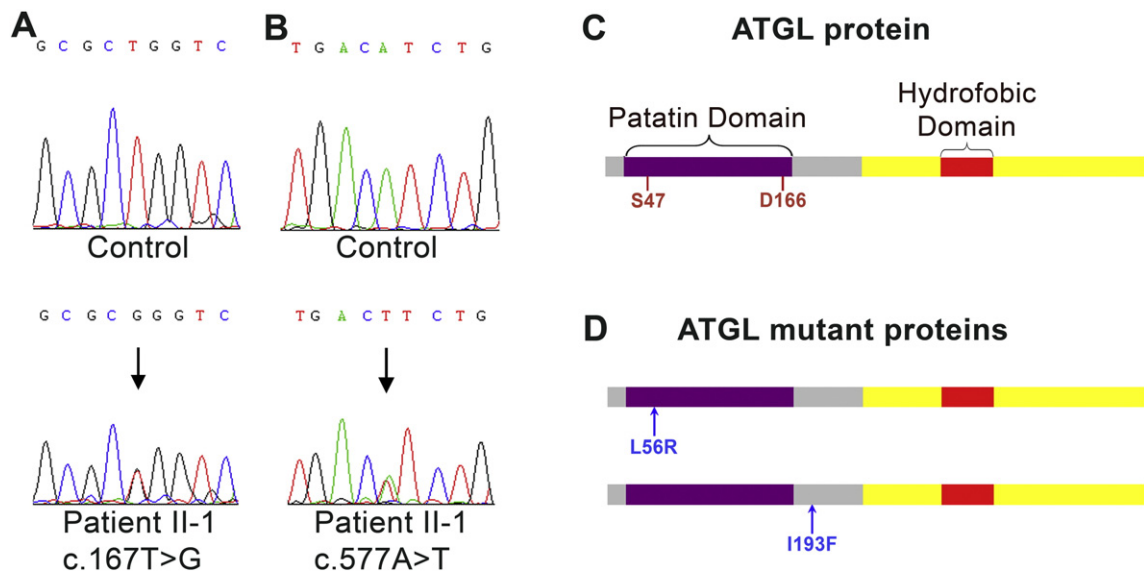 A
G C G C T G G T C
Control
G C G C G G G T C
Patient II-1
c.167T>G
B
T G A C A T C T G
Control
T G A C T T C T G
Patient II-1
c.577A>T
C
ATGL protein
Patatin Domain
Hydrofobic
Domain
S47
D166
D
ATGL mutant proteins
L56R
I193F